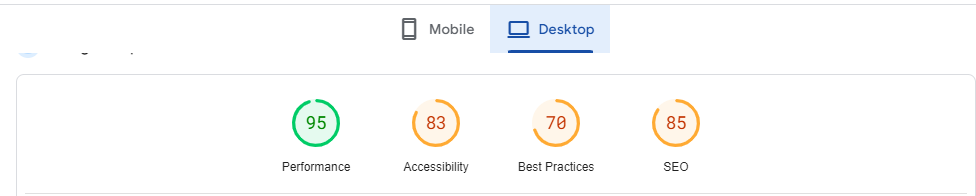 Mobile
Desktop
95
83
70
85
Performance
Accessibility
Best Practices
SEO